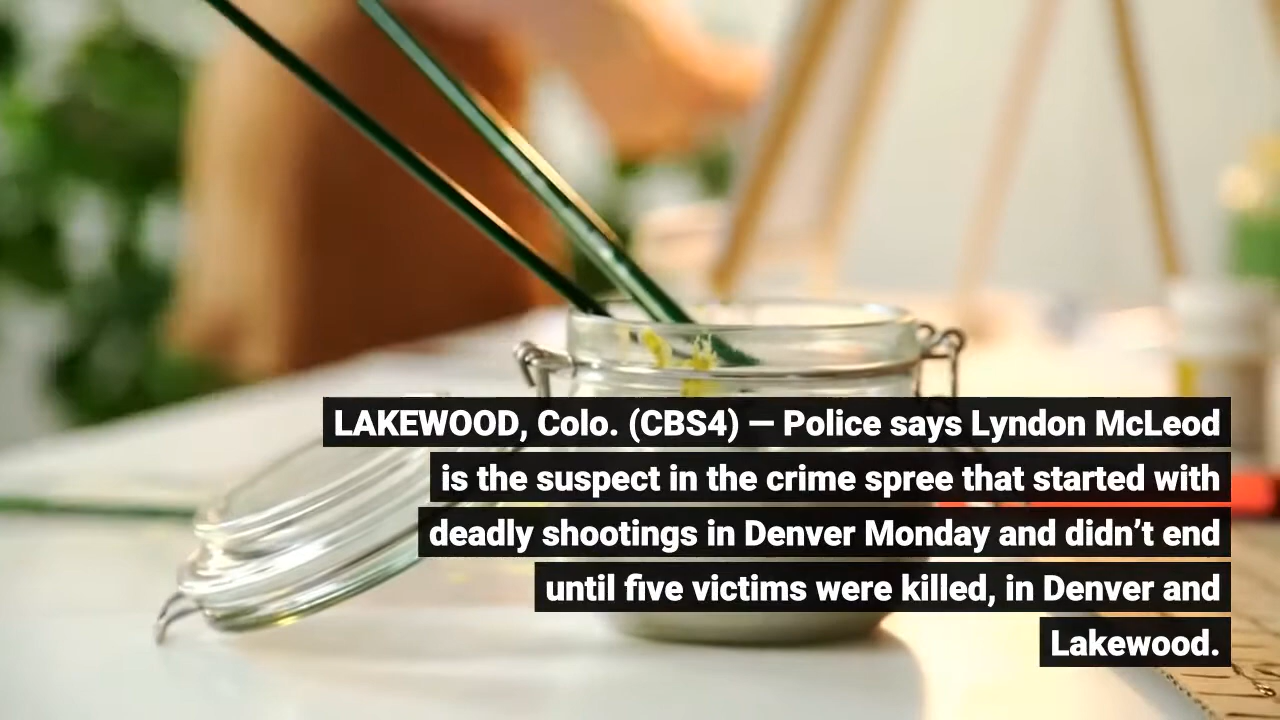 LAKEWOOD, Colo. (CBS4) — Police says Lyndon McLeod
is the suspect in the crime spree that started with
deadly shootings in Denver Monday and didn’t end
until five victims were killed, in Denver and
Lakewood.